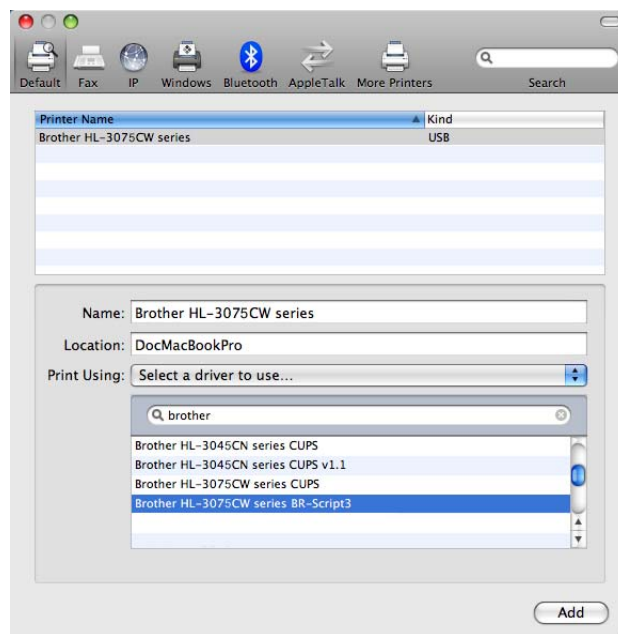 Default Fax IP Windows Bluetooth AppleTalk More Printers Search
Printer Name Kind
Brother HL-3075CW series USB
Name: Brother HL-3075CW series
Location: DocMacBookPro
Print Using: Select a driver to use...
brother
Brother HL-3045CN series CUPS
Brother HL-3045CN series CUPS v1.1
Brother HL-3075CW series CUPS
Brother HL-3075CW series BR-Script3
Add